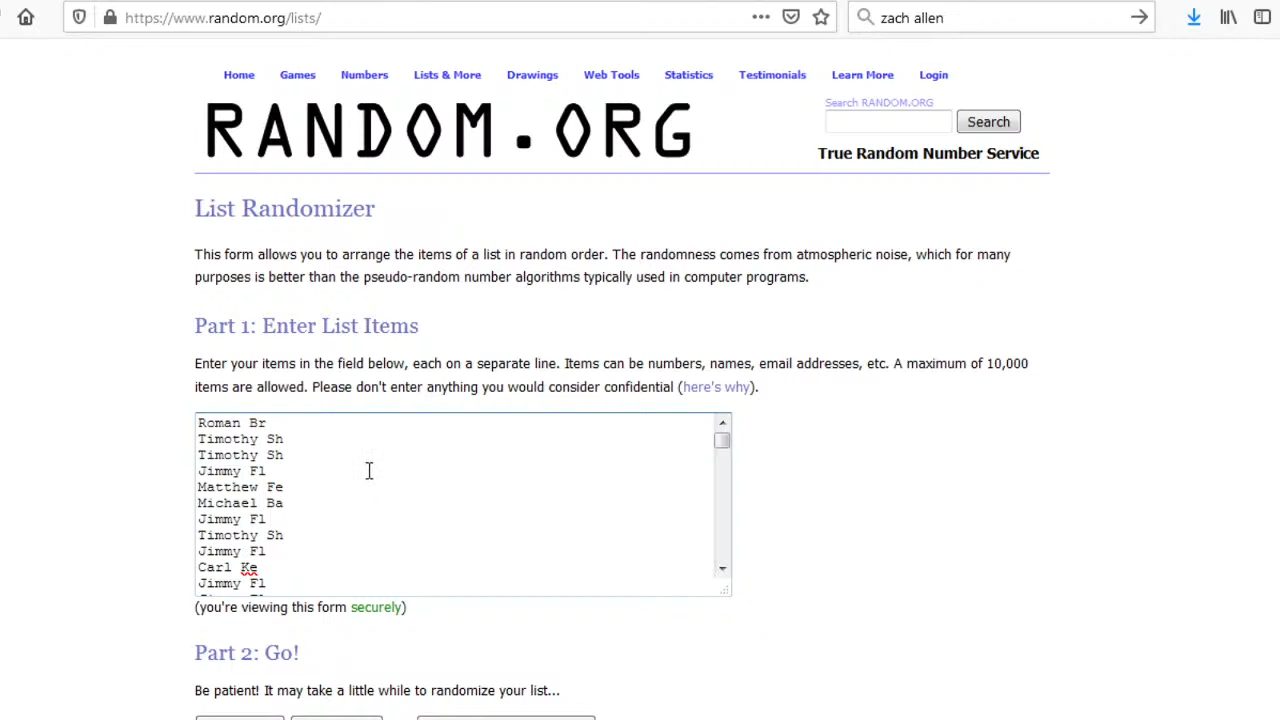 https://www.random.org/lists/
zach allen
Home Games Numbers Lists & More Drawings Web Tools Statistics Testimonials Learn More Login
RANDOM.ORG
Search RANDOM.ORG
Search
True Random Number Service
List Randomizer
This form allows you to arrange the items of a list in random order. The randomness comes from atmospheric noise, which for many
purposes is better than the pseudo-random number algorithms typically used in computer programs.
Part 1: Enter List Items
Enter your items in the field below, each on a separate line. Items can be numbers, names, email addresses, etc. A maximum of 10,000
items are allowed. Please don't enter anything you would consider confidential (here's why).
Roman Br
Timothy Sh
Timothy Sh
Jimmy Fl
Matthew Fe
Michael Ba
Jimmy Fl
Timothy Sh
Jimmy Fl
Carl Ke
Jimmy Fl
(you're viewing this form securely)
Part 2: Go!
Be patient! It may take a little while to randomize your list...